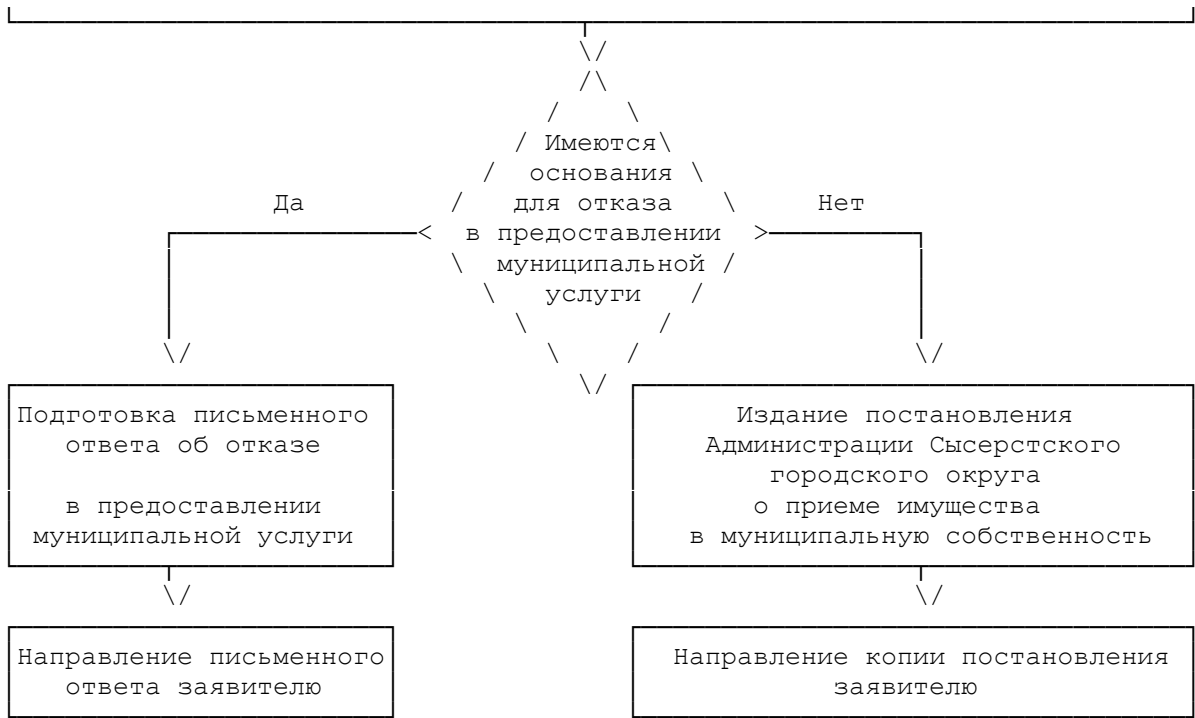 Имеются
основания
Да для отказа Нет
в предоставлении
муниципальной
услуги
Подготовка письменного
ответа об отказе
в предоставлении
муниципальной услуги
Издание постановления
Администрации Сысерстского
городского округа
о приеме имущества
в муниципальную собственность
Направление письменного
ответа заявителю
Направление копии постановления
заявителю